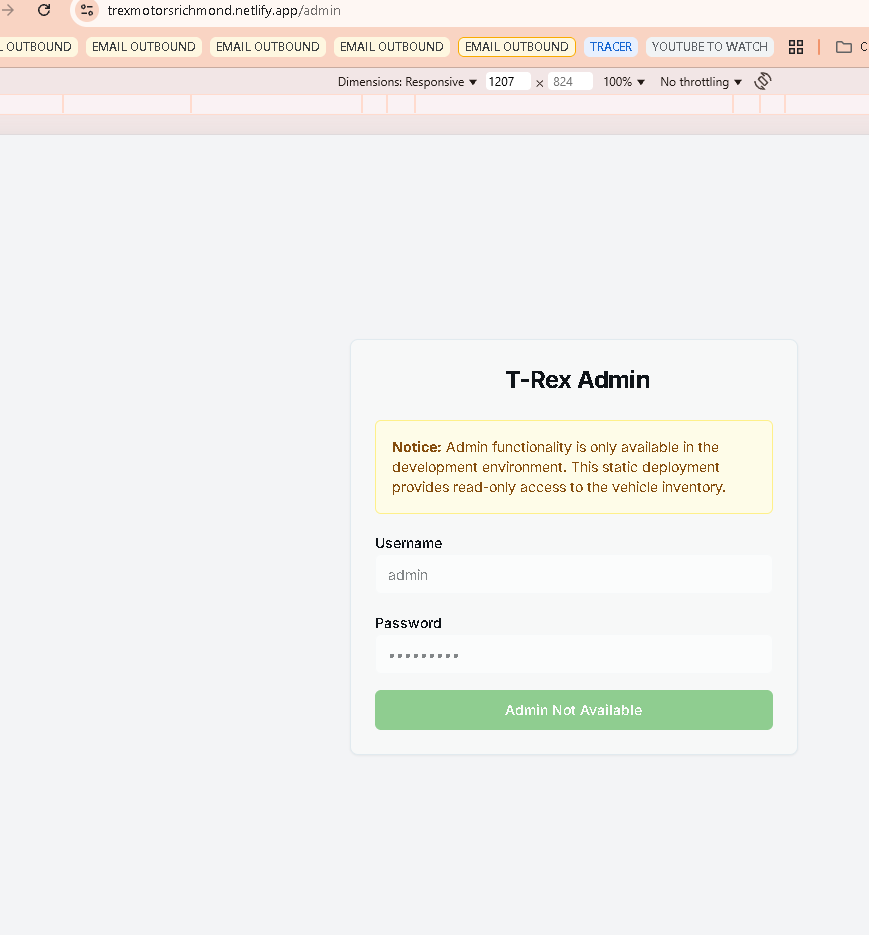 trexmotorsrichmond.netlify.app/admin
L OUTBOUND EMAIL OUTBOUND EMAIL OUTBOUND EMAIL OUTBOUND EMAIL OUTBOUND TRACER YOUTUBE TO WATCH C
Dimensions: Responsive 1207 × 824 100% No throttling
T-Rex Admin
Notice: Admin functionality is only available in the
development environment. This static deployment
provides read-only access to the vehicle inventory.
Username
admin
Password
•••••••••
Admin Not Available